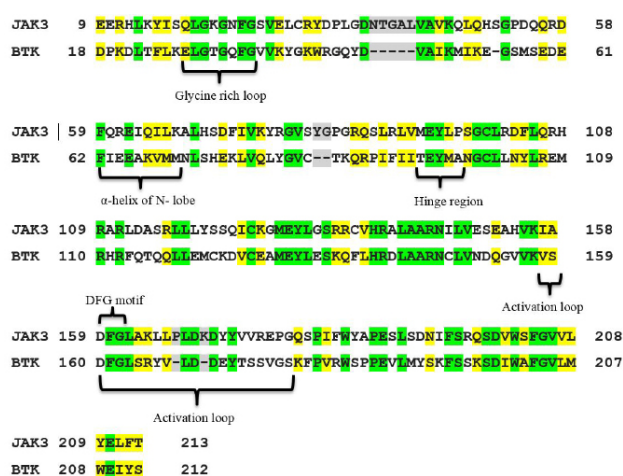 JAK3 9 EERHLKYISQLGKGNFGSVELCRYDPLGDNTGALVAVKQLQHSGPDQQRD 58
BTK 18 DPKDLTFLKELGTGQFGVVKYGKWRGQYD-----VAIKMIKE-GSMSEDE 61
Glycine rich loop
JAK3 59 FQREIQILKALHSDFIVKYRGVSYGPGRQSLRLVMEYLPSGCLRDFLQRH 108
BTK 62 FIEEAKVMMNLSHEKLVQLYGVC--TKQRPIFIITEYMANGCLLNYLREM 109
α-helix of N- lobe
Hinge region
JAK3 109 RARLDASRLLLYSSQICKGMEYLGSRRCVHRALAARNILVESEAHVKIA 158
BTK 110 RHRFQTQQLLEMCKDVCEAMEYLESKQFLHRDLAARNCLVNDQGVVKVS 159
DFG motif
Activation loop
JAK3 159 DFGLAKLLPLDKDYYVVREPGQSPIFWYAPESLSDNIFSRQSDVWSFGVVL 208
BTK 160 DFGLSRYV-LD-DEYTSSVGSKFPVRWSPPEVLMYSKFSSKSDIWAFGVLM 207
Activation loop
JAK3 209 YELFT 213
BTK 208 WEIYS 212